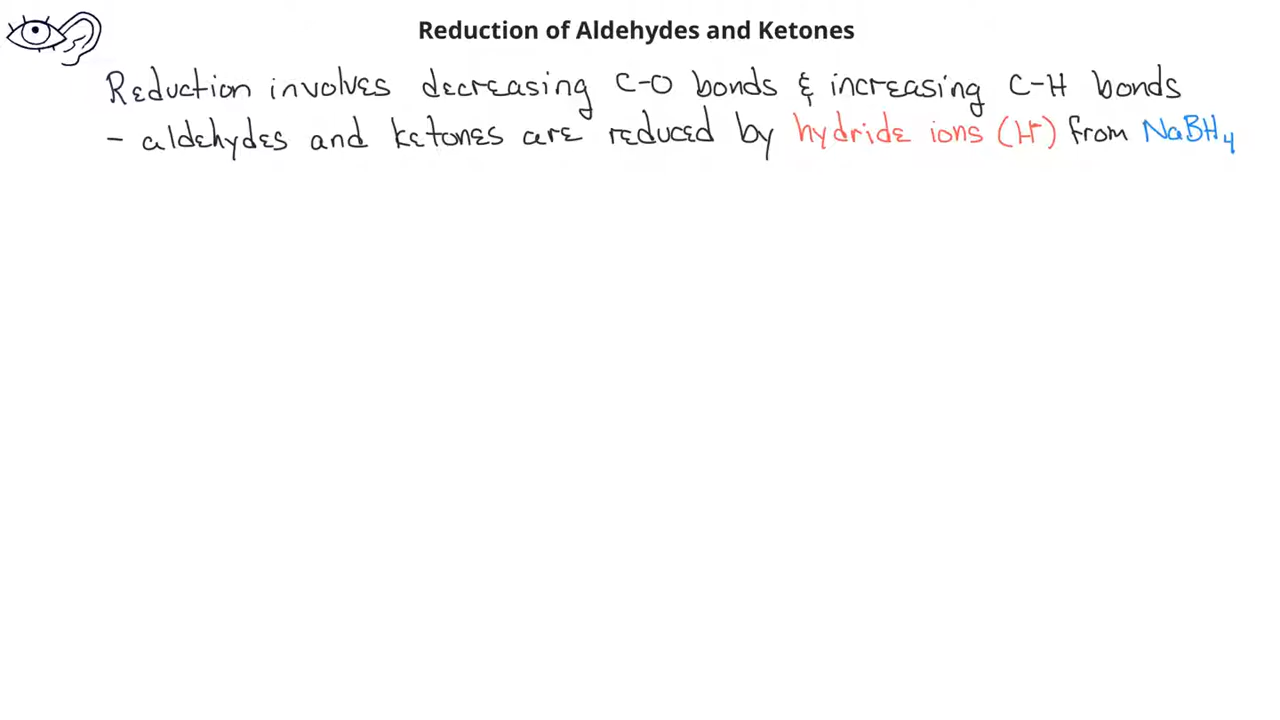 Reduction of Aldehydes and Ketones
Reduction involves decreasing C-O bonds & increasing C-H bonds
- aldehydes and ketones are reduced by hydride ions (H⁻) from NaBH₄